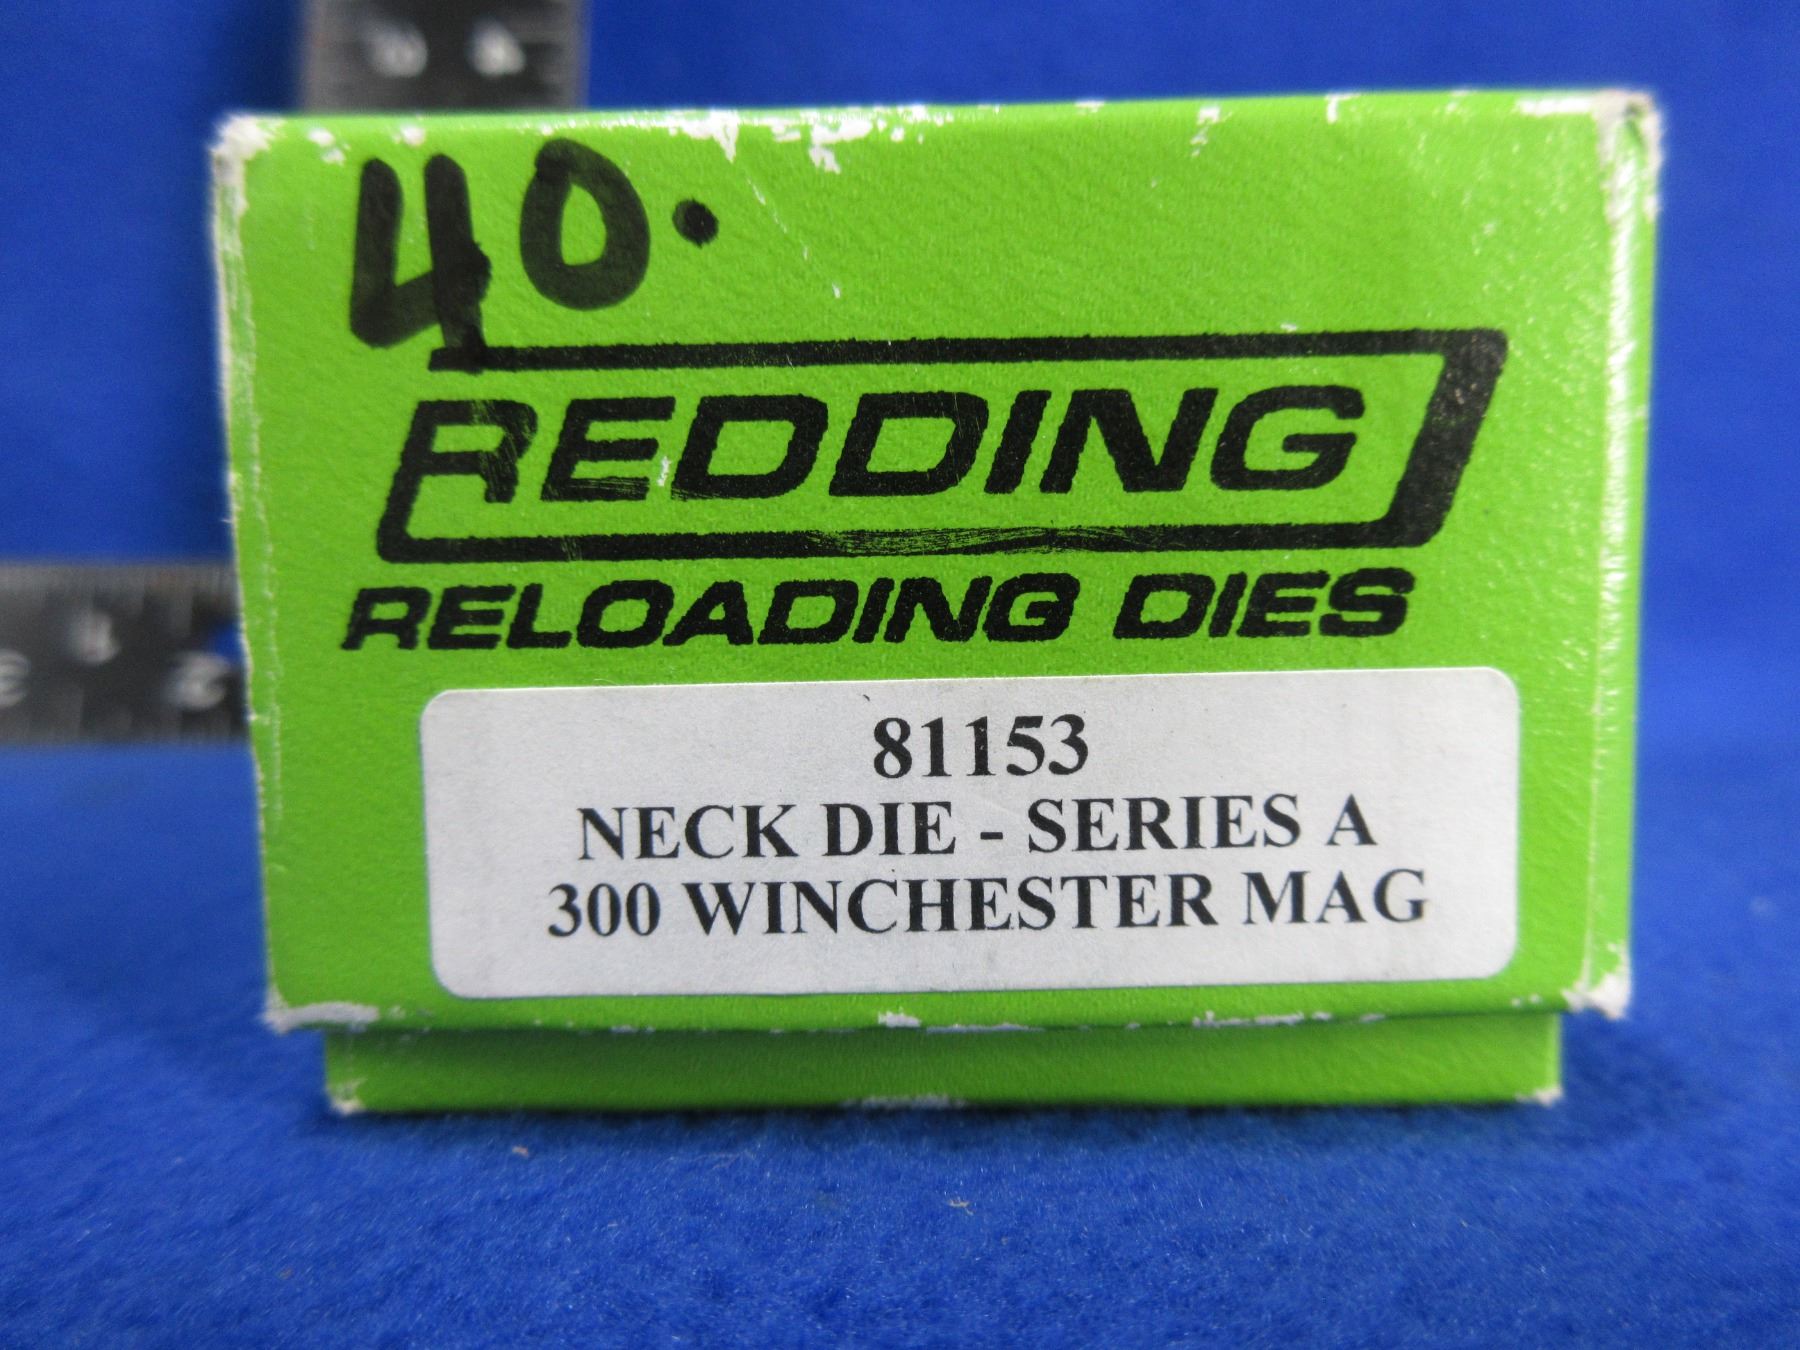 40.
REDDING
RELOADING DIES
81153
NECK DIE - SERIES A
300 WINCHESTER MAG